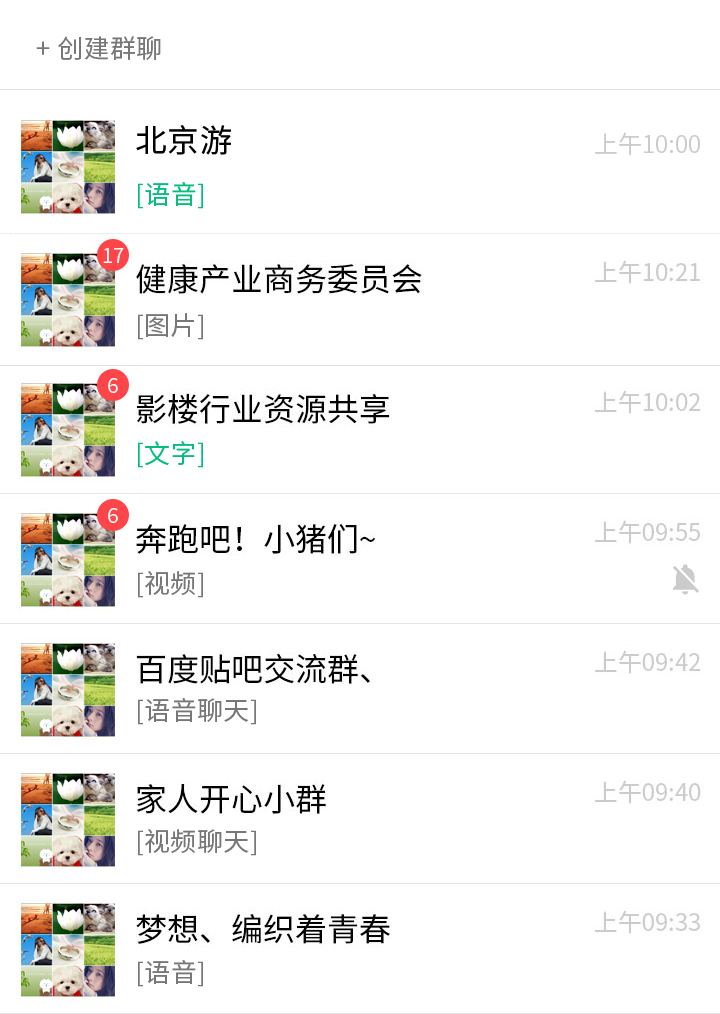 + 创建群聊
北京游
上午10:00
[语音]
17
健康产业商务委员会
上午10:21
[图片]
6
影楼行业资源共享
上午10:02
[文字]
6
奔跑吧！小猪们~
上午09:55
[视频]
百度贴吧交流群、
上午09:42
[语音聊天]
家人开心小群
上午09:40
[视频聊天]
梦想、编织着青春
上午09:33
[语音]